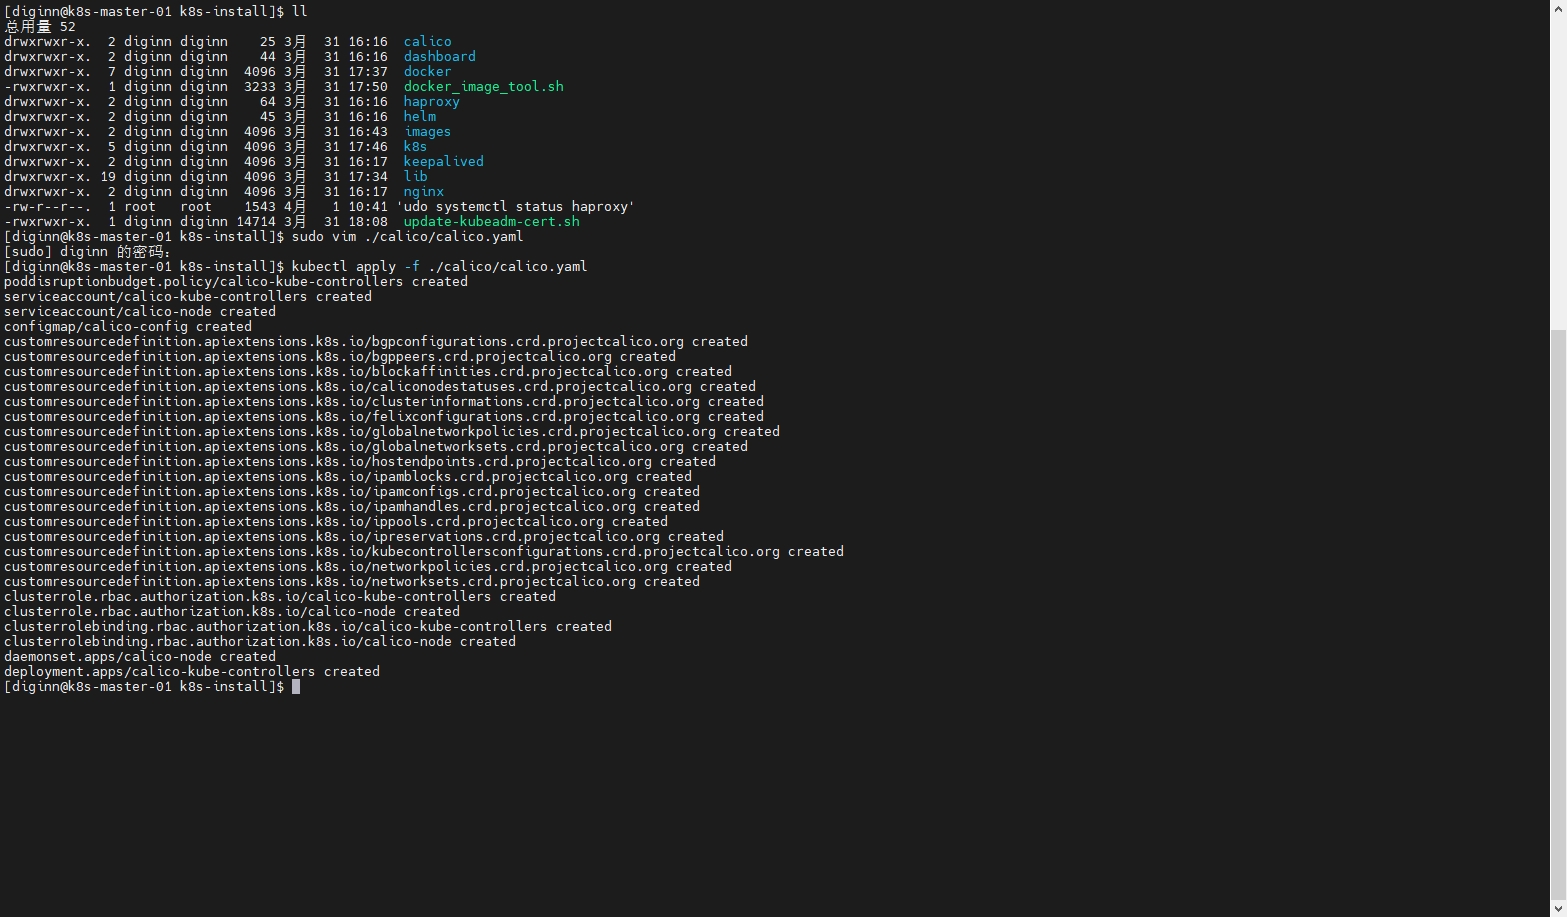 [diginn@k8s-master-01 k8s-install]$ ll
总用量 52
drwxrwxr-x.  2 diginn diginn    25 3月  31 16:16  calico
drwxrwxr-x.  2 diginn diginn    44 3月  31 16:16  dashboard
drwxrwxr-x.  7 diginn diginn  4096 3月  31 17:37  docker
-rwxrwxr-x.  1 diginn diginn  3233 3月  31 17:50  docker_image_tool.sh
drwxrwxr-x.  2 diginn diginn    64 3月  31 16:16  haproxy
drwxrwxr-x.  2 diginn diginn    45 3月  31 16:16  helm
drwxrwxr-x.  2 diginn diginn  4096 3月  31 16:43  images
drwxrwxr-x.  5 diginn diginn  4096 3月  31 17:46  k8s
drwxrwxr-x.  2 diginn diginn  4096 3月  31 16:17  keepalived
drwxrwxr-x. 19 diginn diginn  4096 3月  31 17:34  lib
drwxrwxr-x.  2 diginn diginn  4096 3月  31 16:17  nginx
-rw-r--r--.  1 root   root    1543 4月   1 10:41 'udo systemctl status haproxy'
-rwxrwxr-x.  1 diginn diginn 14714 3月  31 18:08  update-kubeadm-cert.sh
[diginn@k8s-master-01 k8s-install]$ sudo vim ./calico/calico.yaml
[sudo] diginn 的密码：
[diginn@k8s-master-01 k8s-install]$ kubectl apply -f ./calico/calico.yaml
poddisruptionbudget.policy/calico-kube-controllers created
serviceaccount/calico-kube-controllers created
serviceaccount/calico-node created
configmap/calico-config created
customresourcedefinition.apiextensions.k8s.io/bgpconfigurations.crd.projectcalico.org created
customresourcedefinition.apiextensions.k8s.io/bgppeers.crd.projectcalico.org created
customresourcedefinition.apiextensions.k8s.io/blockaffinities.crd.projectcalico.org created
customresourcedefinition.apiextensions.k8s.io/caliconodestatuses.crd.projectcalico.org created
customresourcedefinition.apiextensions.k8s.io/clusterinformations.crd.projectcalico.org created
customresourcedefinition.apiextensions.k8s.io/felixconfigurations.crd.projectcalico.org created
customresourcedefinition.apiextensions.k8s.io/globalnetworkpolicies.crd.projectcalico.org created
customresourcedefinition.apiextensions.k8s.io/globalnetworksets.crd.projectcalico.org created
customresourcedefinition.apiextensions.k8s.io/hostendpoints.crd.projectcalico.org created
customresourcedefinition.apiextensions.k8s.io/ipamblocks.crd.projectcalico.org created
customresourcedefinition.apiextensions.k8s.io/ipamconfigs.crd.projectcalico.org created
customresourcedefinition.apiextensions.k8s.io/ipamhandles.crd.projectcalico.org created
customresourcedefinition.apiextensions.k8s.io/ippools.crd.projectcalico.org created
customresourcedefinition.apiextensions.k8s.io/ipreservations.crd.projectcalico.org created
customresourcedefinition.apiextensions.k8s.io/kubecontrollersconfigurations.crd.projectcalico.org created
customresourcedefinition.apiextensions.k8s.io/networkpolicies.crd.projectcalico.org created
customresourcedefinition.apiextensions.k8s.io/networksets.crd.projectcalico.org created
clusterrole.rbac.authorization.k8s.io/calico-kube-controllers created
clusterrole.rbac.authorization.k8s.io/calico-node created
clusterrolebinding.rbac.authorization.k8s.io/calico-kube-controllers created
clusterrolebinding.rbac.authorization.k8s.io/calico-node created
daemonset.apps/calico-node created
deployment.apps/calico-kube-controllers created
[diginn@k8s-master-01 k8s-install]$